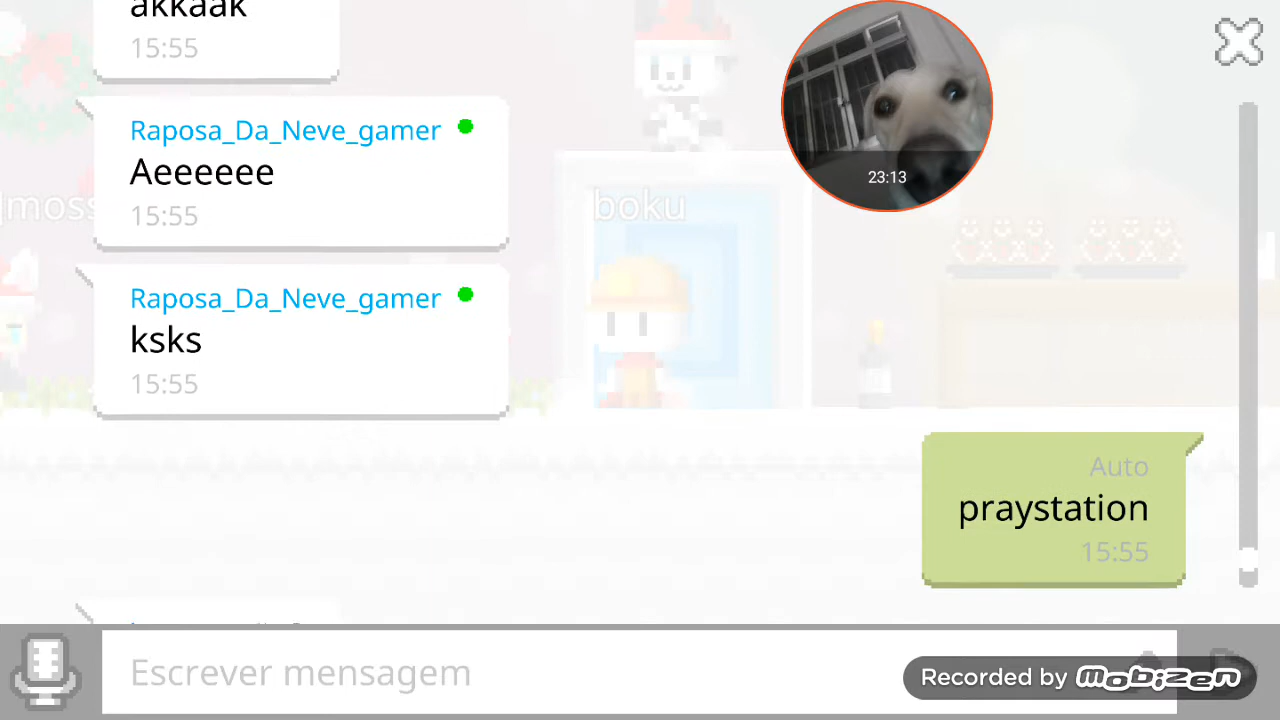 akkaak
15:55
Raposa_Da_Neve_gamer
Aeeeeee
15:55
moss
boku
23:13
Raposa_Da_Neve_gamer
ksks
15:55
Auto
praystation
15:55
Escrever mensagem
Recorded by mobizen